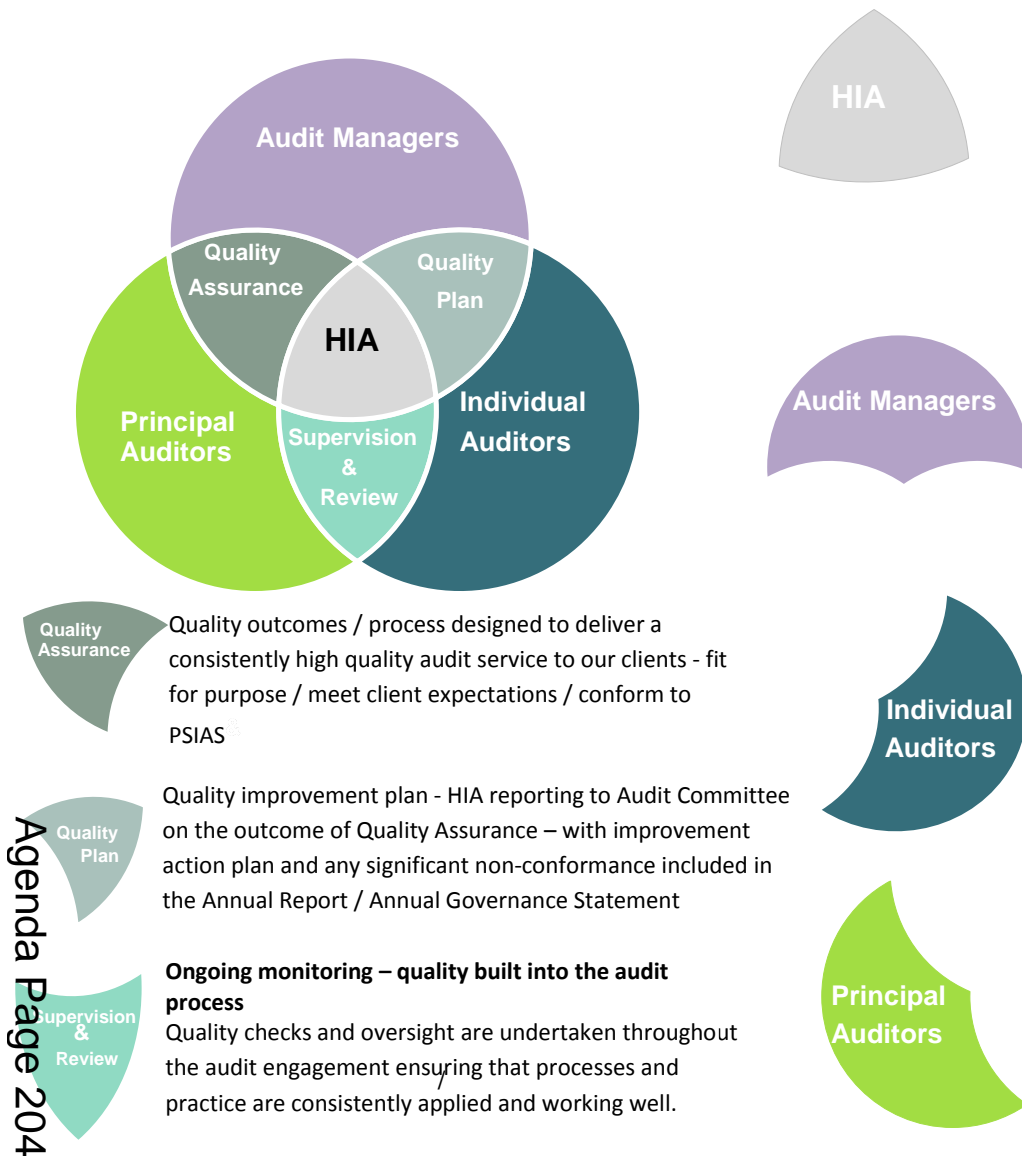 HIA
Audit Managers
Quality
Assurance
Quality
Plan
HIA
Principal
Auditors
Individual
Auditors
Supervision
&
Review
Audit Managers
Quality
Assurance
Quality outcomes / process designed to deliver a
consistently high quality audit service to our clients - fit
for purpose / meet client expectations / conform to
PSIAS
Individual
Auditors
Quality
Plan
Quality improvement plan - HIA reporting to Audit Committee
on the outcome of Quality Assurance – with improvement
action plan and any significant non-conformance included in
the Annual Report / Annual Governance Statement
Supervision
&
Review
Ongoing monitoring – quality built into the audit
process
Quality checks and oversight are undertaken throughout
the audit engagement ensuring that processes and
/
practice are consistently applied and working well.
Principal
Auditors
Agenda Page 204